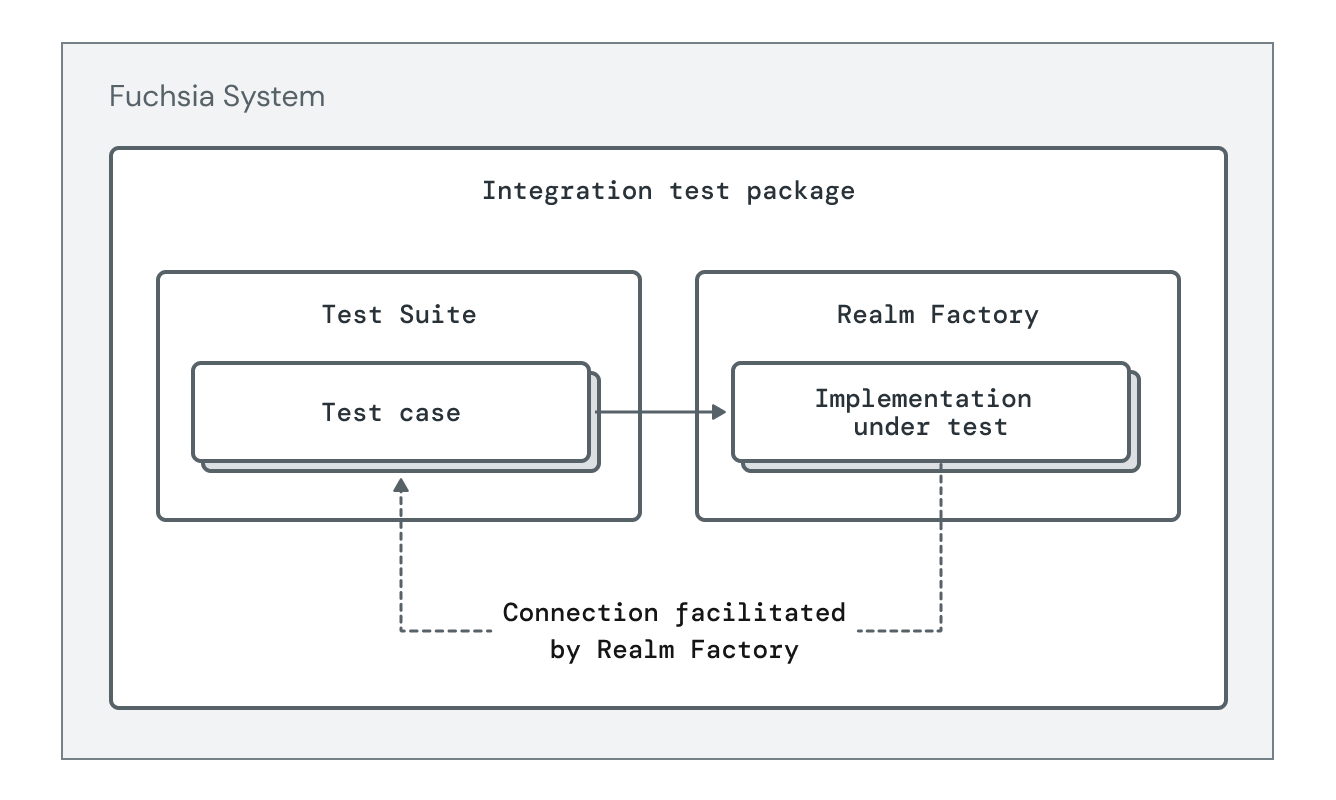 Fuchsia System
Integration test package
Test Suite
Realm Factory
Test case
Implementation
under test
Connection facilitated
by Realm Factory